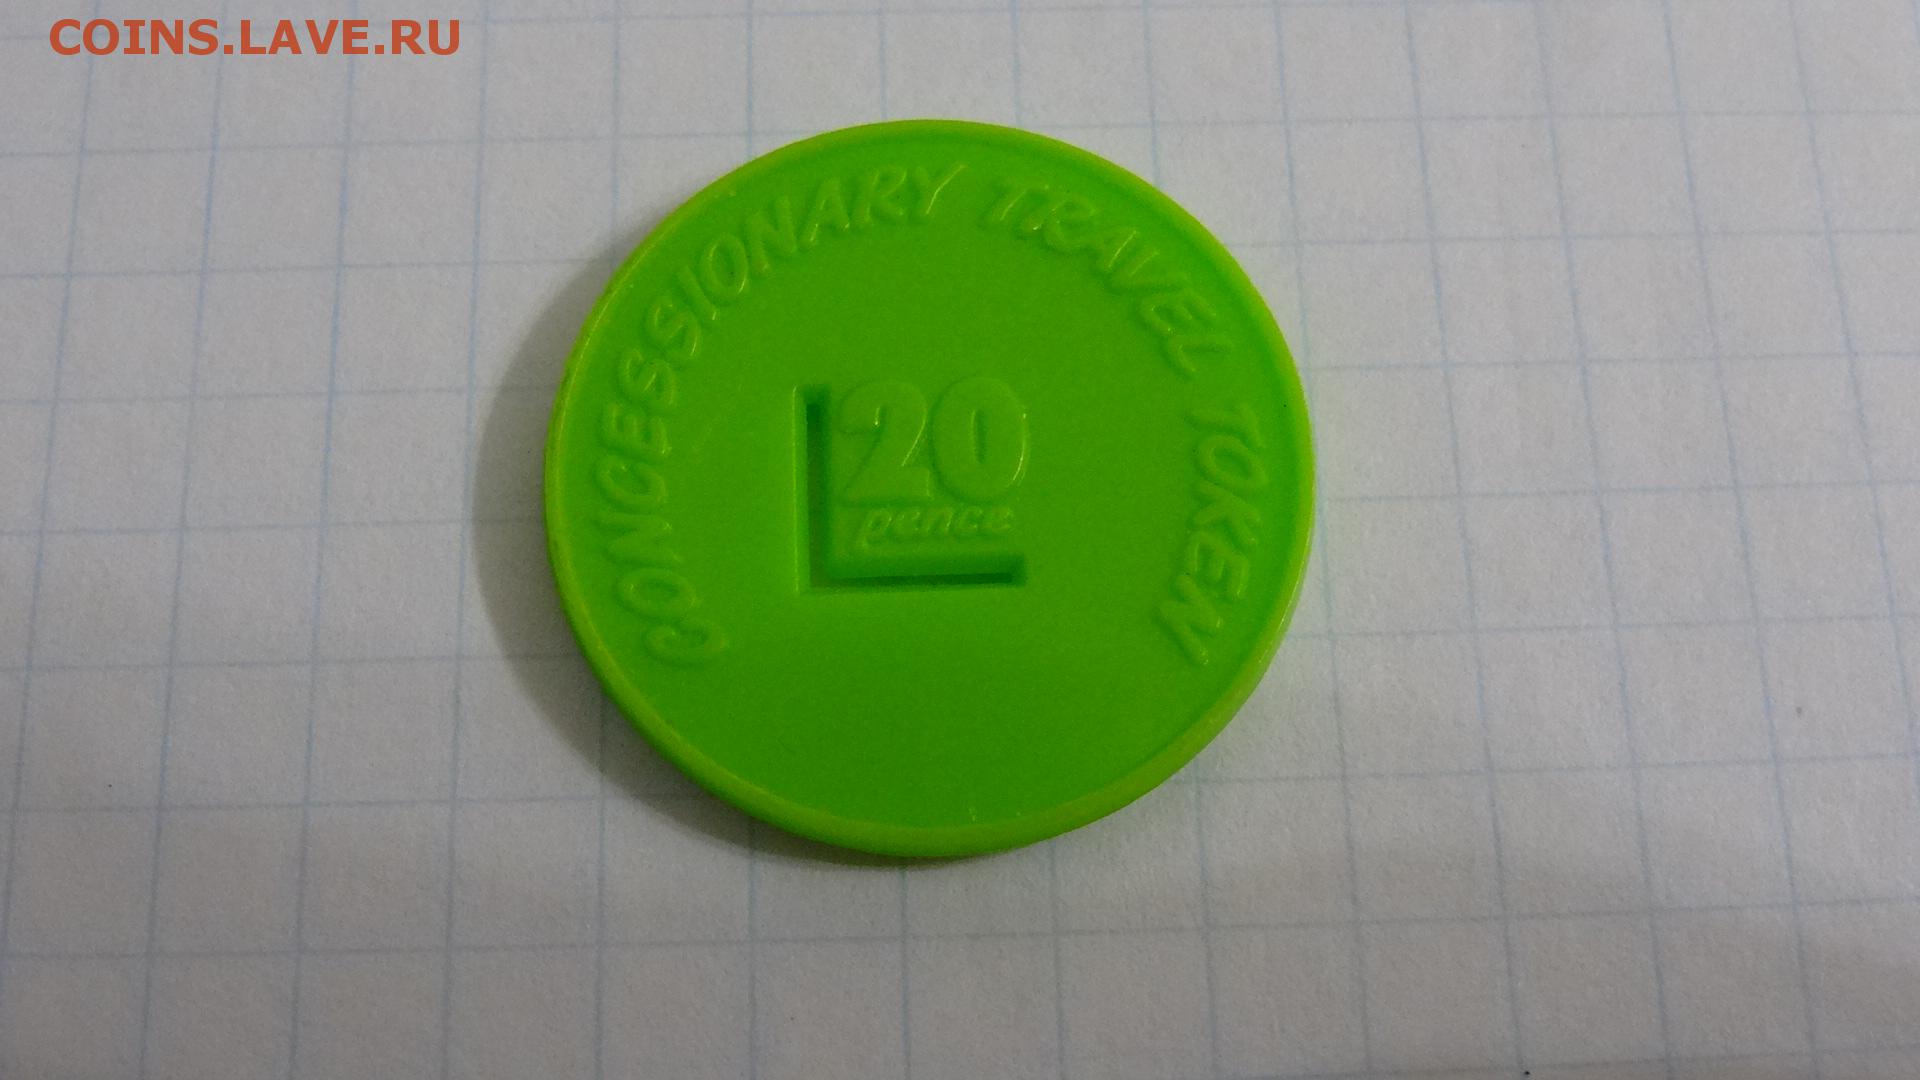 COINS.LAVE.RU
CONCESSIONARY TRAVEL TOKEN
20
pence